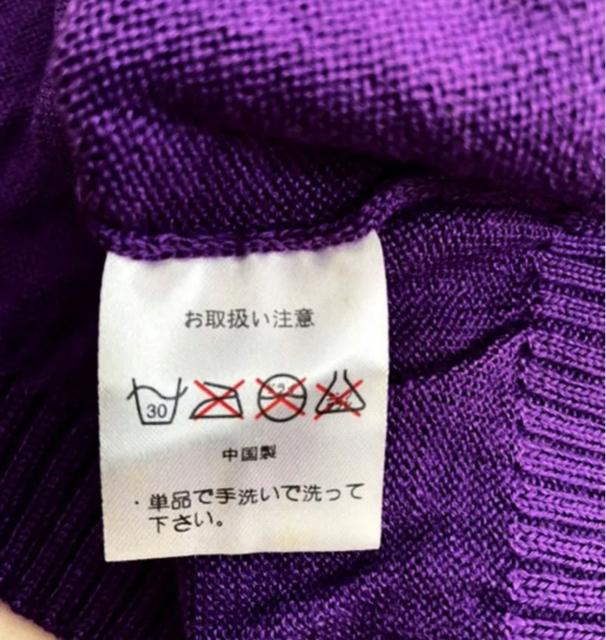 お取扱い注意
30
中国製
・単品で手洗いで洗って
下さい。